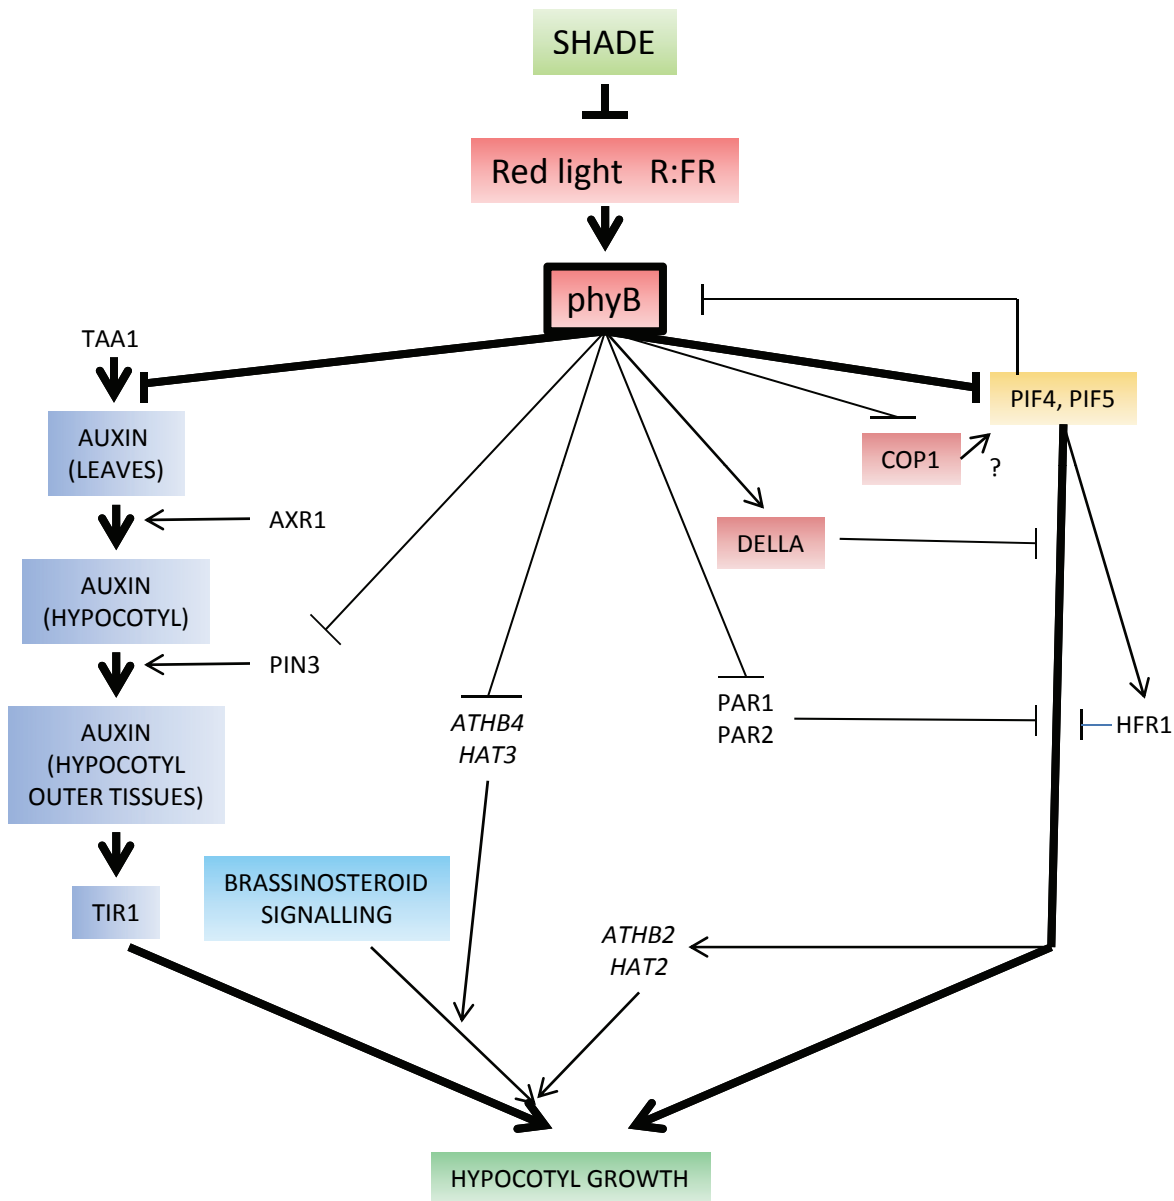 SHADE
Red light R:FR
phyB
TAA1
PIF4, PIF5
AUXIN
(LEAVES)
COP1
?
AXR1
DELLA
AUXIN
(HYPOCOTYL)
PIN3
PAR1
PAR2
ATHB4
HAT3
HFR1
AUXIN
(HYPOCOTYL
OUTER TISSUES)
BRASSINOSTEROID
SIGNALLING
TIR1
ATHB2
HAT2
HYPOCOTYL GROWTH